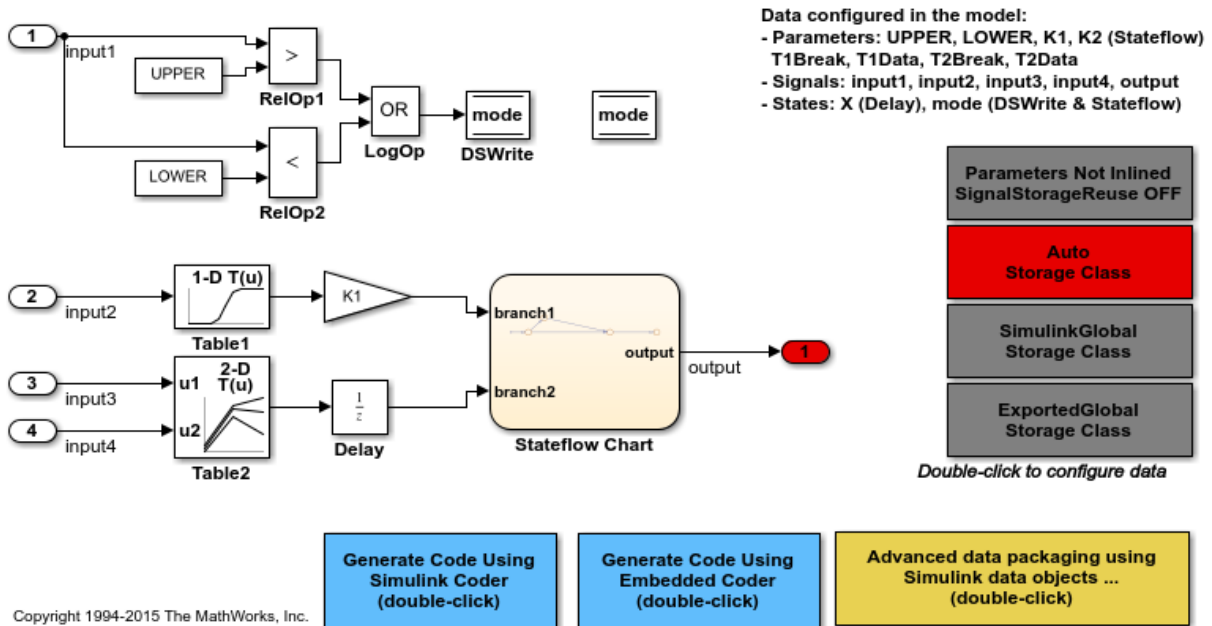 Data configured in the model:
- Parameters: UPPER, LOWER, K1, K2 (Stateflow)
T1Break, T1Data, T2Break, T2Data
- Signals: input1, input2, input3, input4, output
- States: X (Delay), mode (DSWrite & Stateflow)
1
input1
UPPER
>
RelOp1
OR
LogOp
mode
DSWrite
mode
LOWER
<
RelOp2
Parameters Not Inlined
SignalStorageReuse OFF
Auto
Storage Class
SimulinkGlobal
Storage Class
ExportedGlobal
Storage Class
Double-click to configure data
2
input2
1-D T(u)
Table1
K1
3
input3
4
input4
u1
u2
2-D
T(u)
Table2
1
z
Delay
branch1
branch2
output
Stateflow Chart
output
1
Generate Code Using
Simulink Coder
(double-click)
Generate Code Using
Embedded Coder
(double-click)
Advanced data packaging using
Simulink data objects ...
(double-click)
Copyright 1994-2015 The MathWorks, Inc.